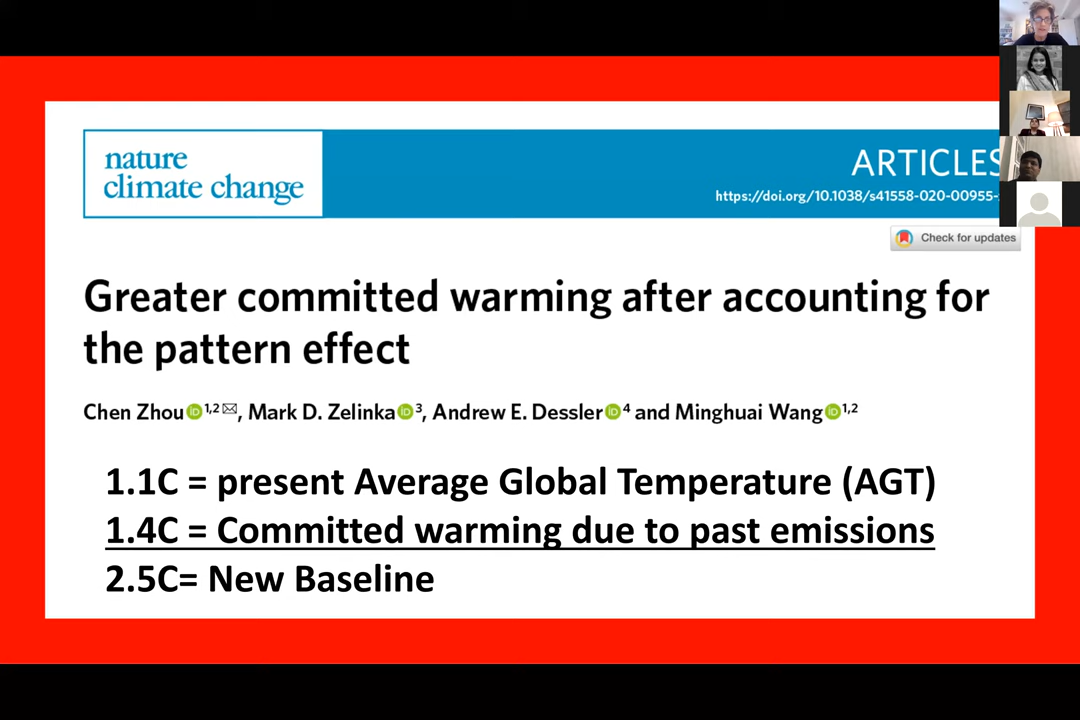 nature
climate change
ARTICLES
https://doi.org/10.1038/s41558-020-00955-
Check for updates
Greater committed warming after accounting for
the pattern effect
Chen Zhou 1,2, Mark D. Zelinka 3, Andrew E. Dessler 4 and Minghuai Wang 1,2
1.1C = present Average Global Temperature (AGT)
1.4C = Committed warming due to past emissions
2.5C= New Baseline